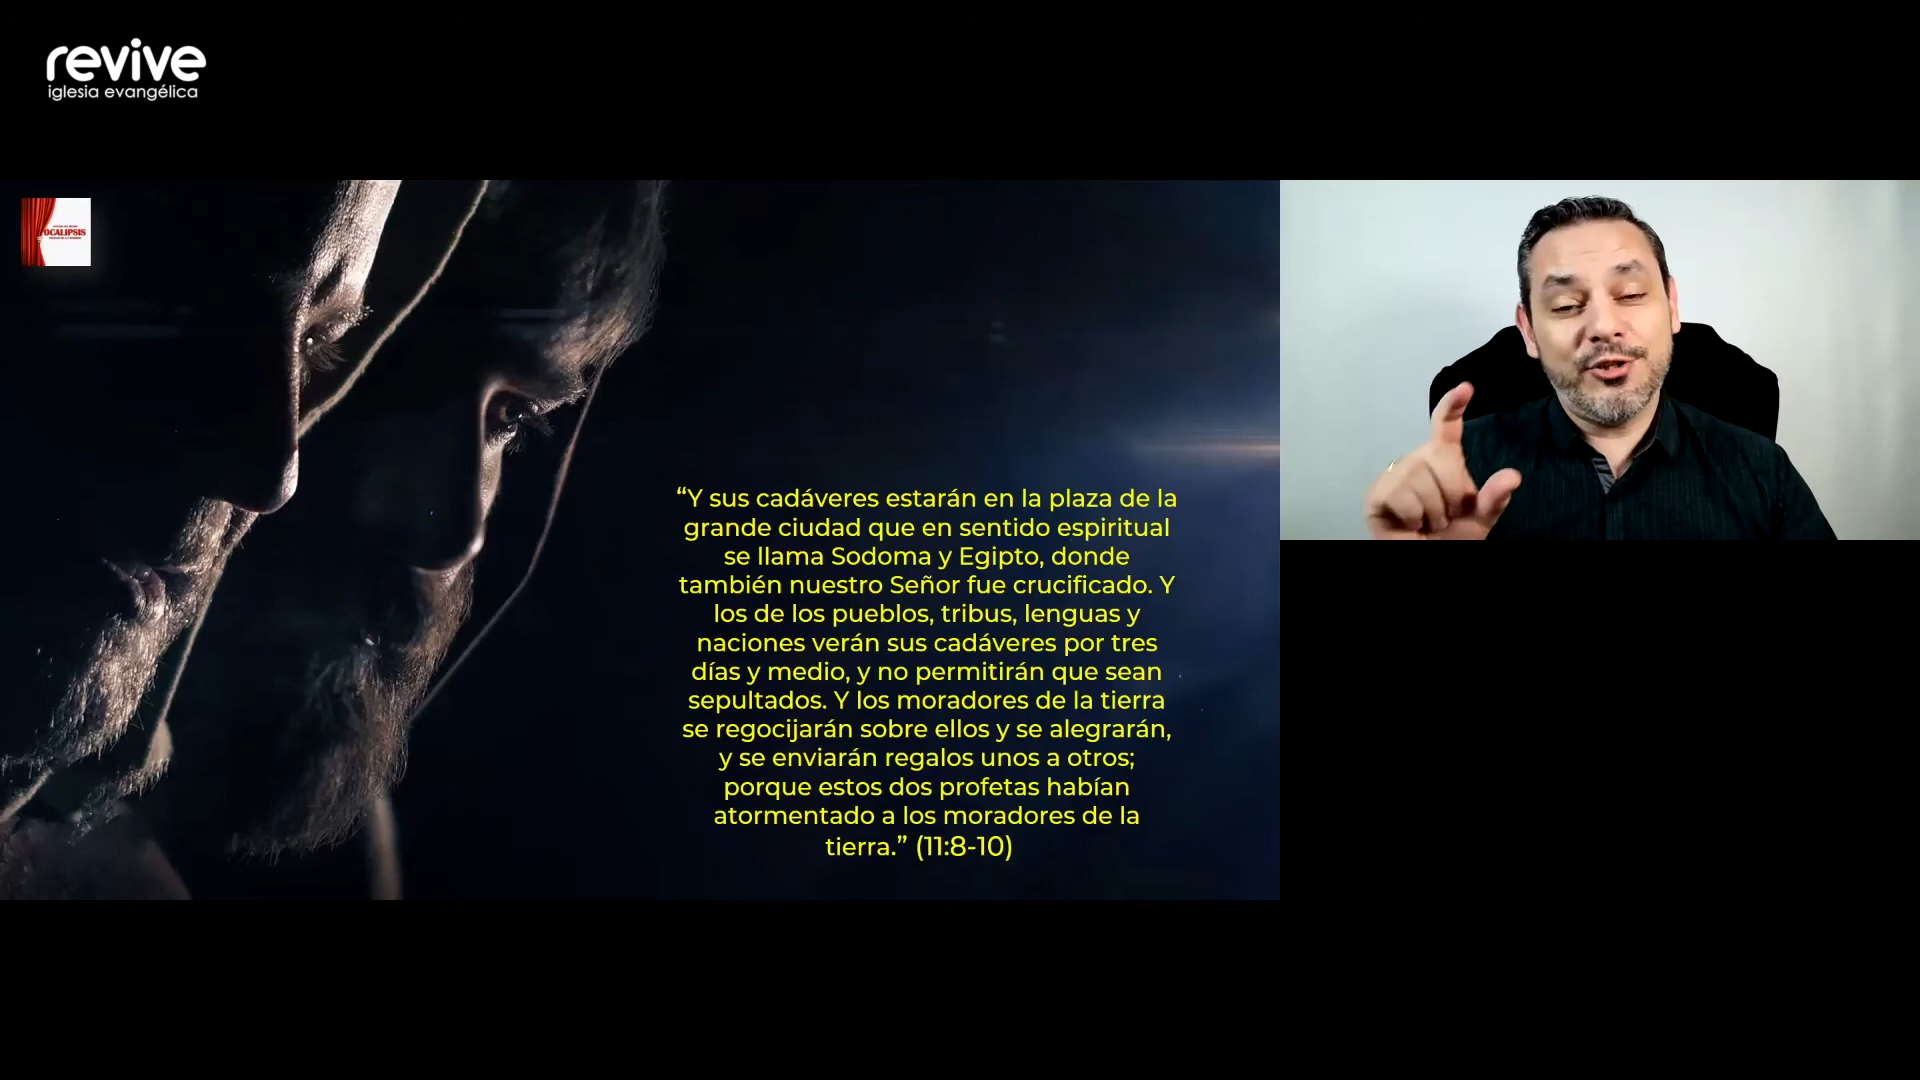 revive
iglesia evangélica
OCALIPSIS
“Y sus cadáveres estarán en la plaza de la
grande ciudad que en sentido espiritual
se llama Sodoma y Egipto, donde
también nuestro Señor fue crucificado. Y
los de los pueblos, tribus, lenguas y
naciones verán sus cadáveres por tres
días y medio, y no permitirán que sean
sepultados. Y los moradores de la tierra
se regocijarán sobre ellos y se alegrarán,
y se enviarán regalos unos a otros;
porque estos dos profetas habían
atormentado a los moradores de la
tierra.” (11:8-10)